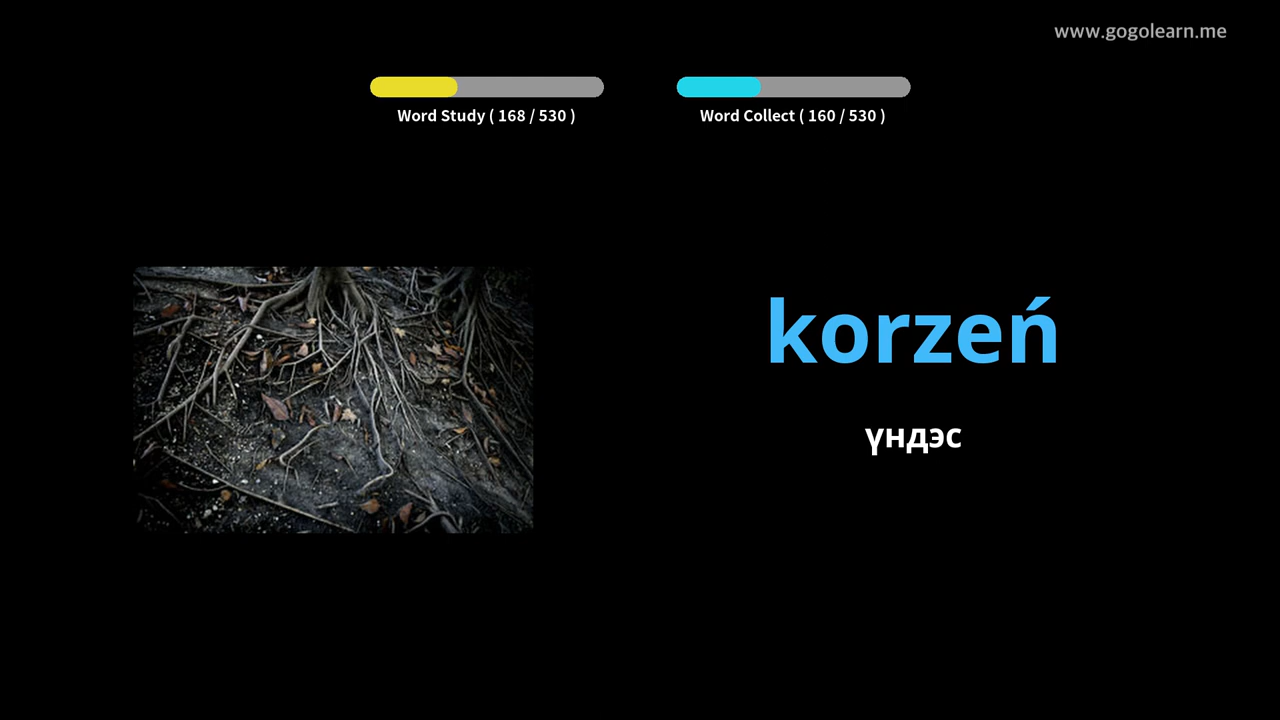 www.gogolearn.me
Word Study ( 168 / 530 )
Word Collect ( 160 / 530 )
korzeń
үндэс